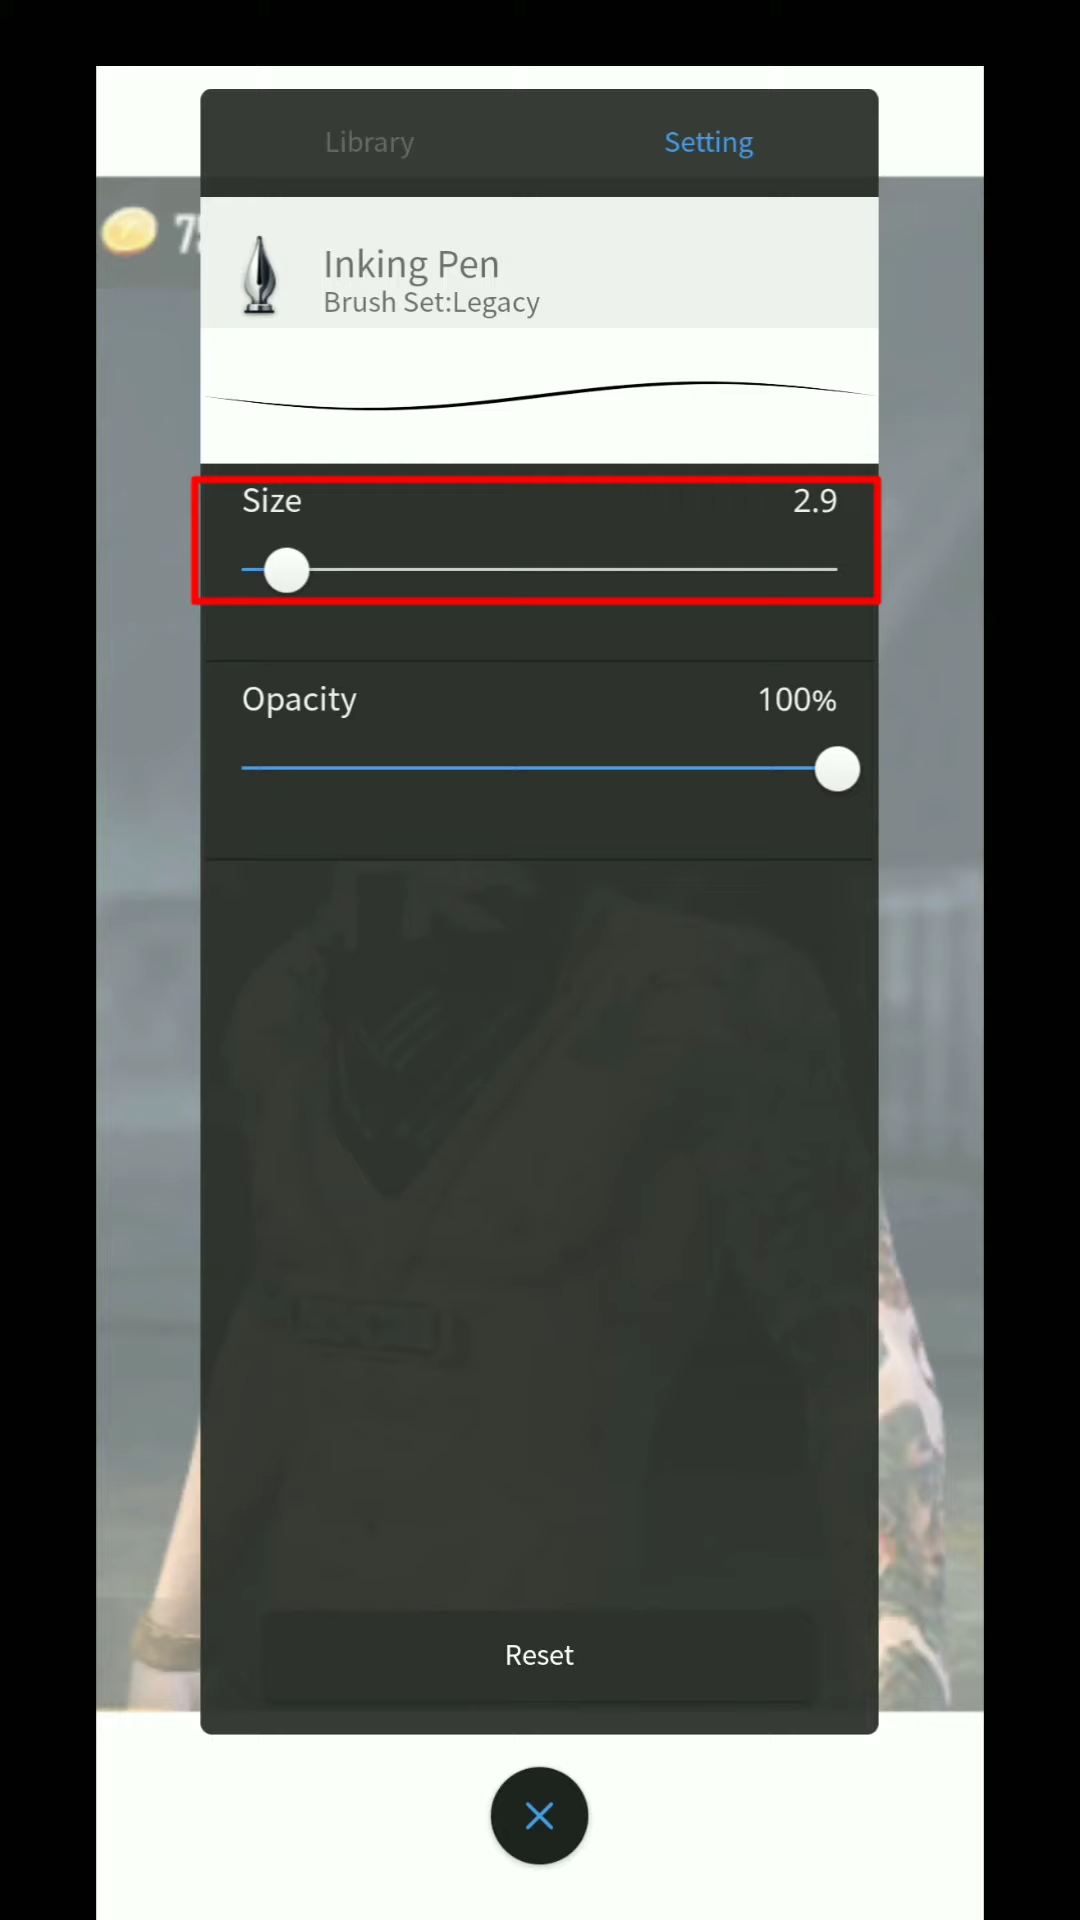 Library Setting
Inking Pen
Brush Set:Legacy
Size 2.9
Opacity 100%
Reset